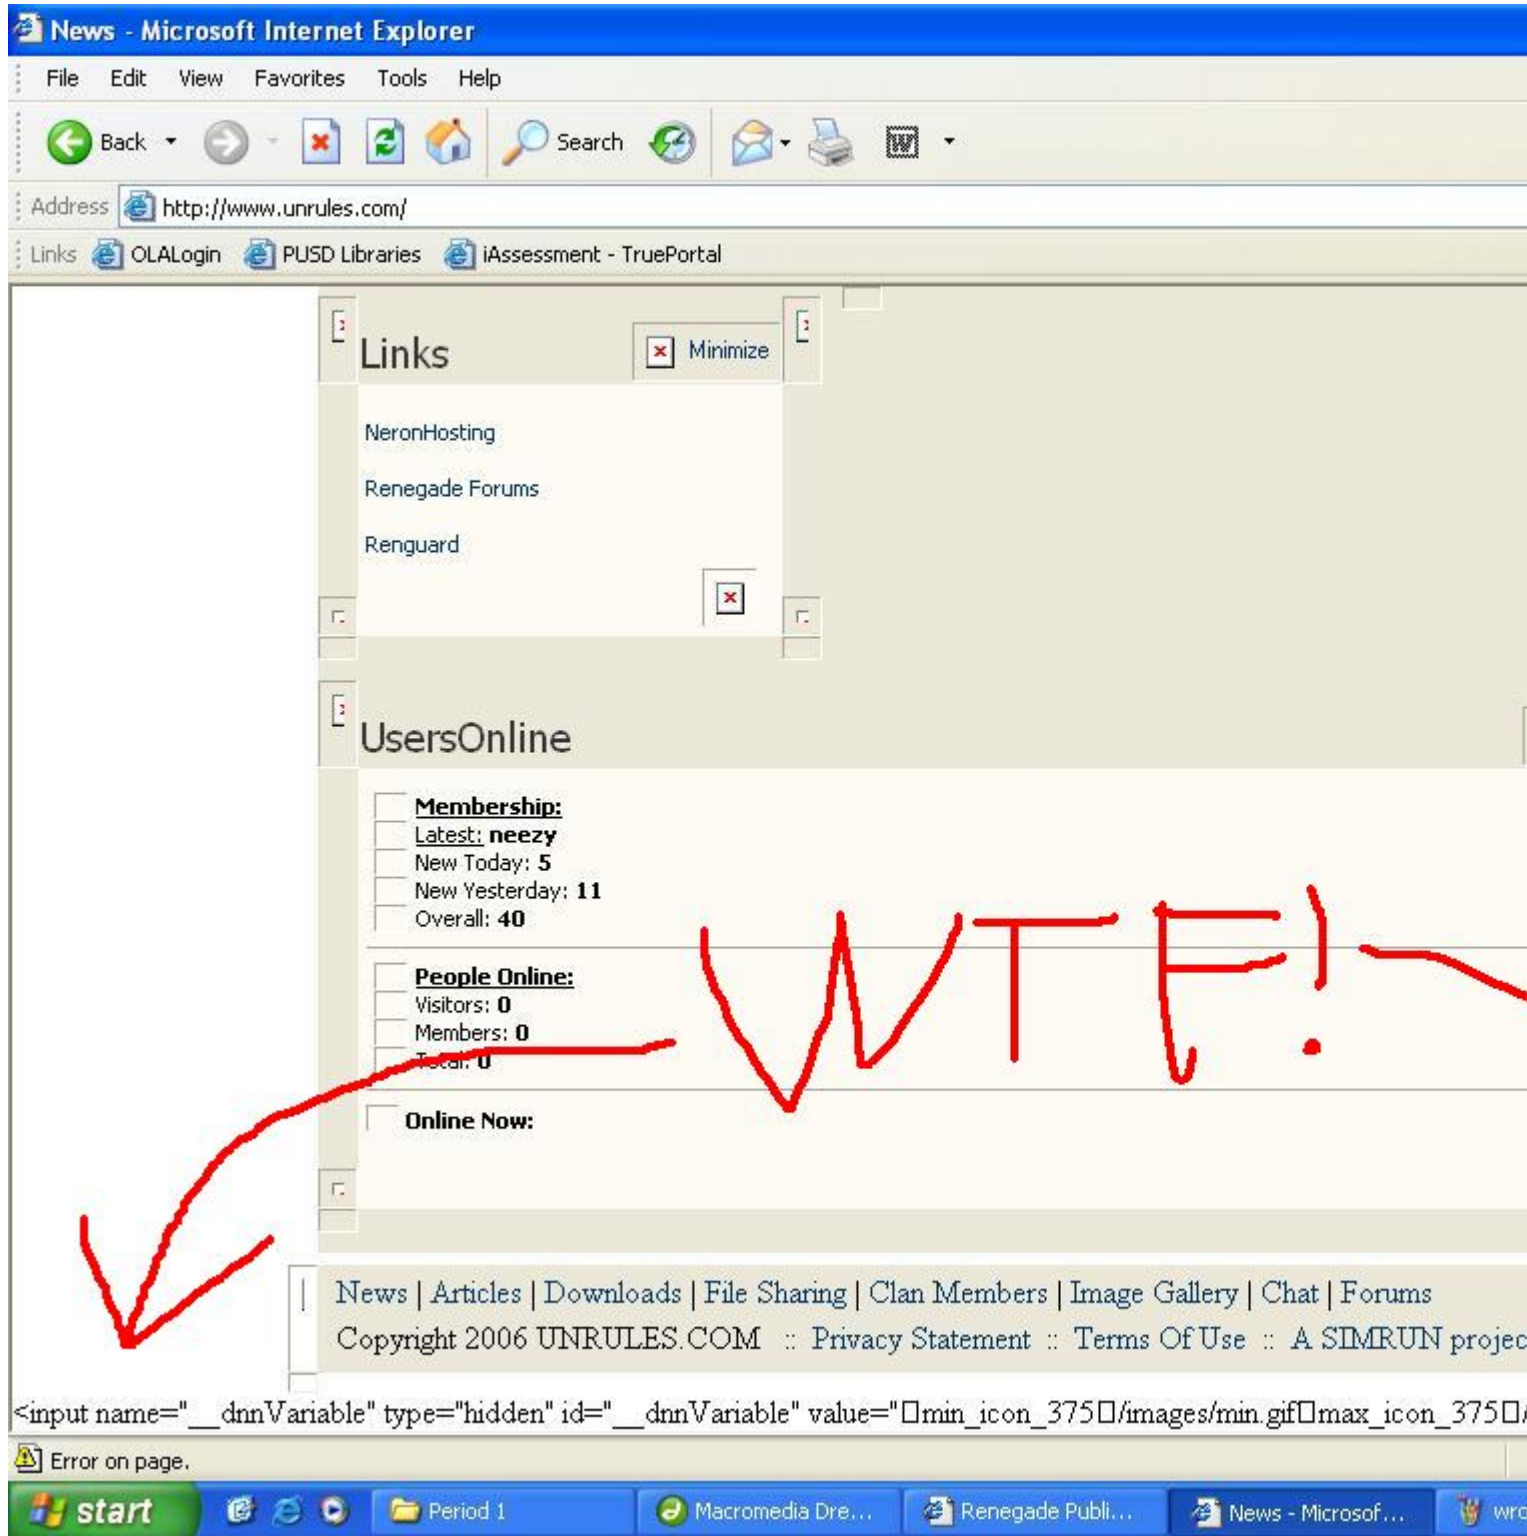 News - Microsoft Internet Explorer
File Edit View Favorites Tools Help
Back Search
Address http://www.unrules.com/
Links OLALogin PUSD Libraries iAssessment - TruePortal
Links Minimize
NeronHosting
Renegade Forums
Renguard
UsersOnline
Membership:
Latest: neezy
New Today: 5
New Yesterday: 11
Overall: 40
WTF!
People Online:
Visitors: 0
Members: 0
Total: 0
Online Now:
News | Articles | Downloads | File Sharing | Clan Members | Image Gallery | Chat | Forums
Copyright 2006 UNRULES.COM :: Privacy Statement :: Terms Of Use :: A SIMRUN projec
<input name="__dnnVariable" type="hidden" id="__dnnVariable" value="□min_icon_375□/images/min.gif□max_icon_375□/
Error on page.
start Period 1 Macromedia Dre... Renegade Publi... News - Microsof... wro